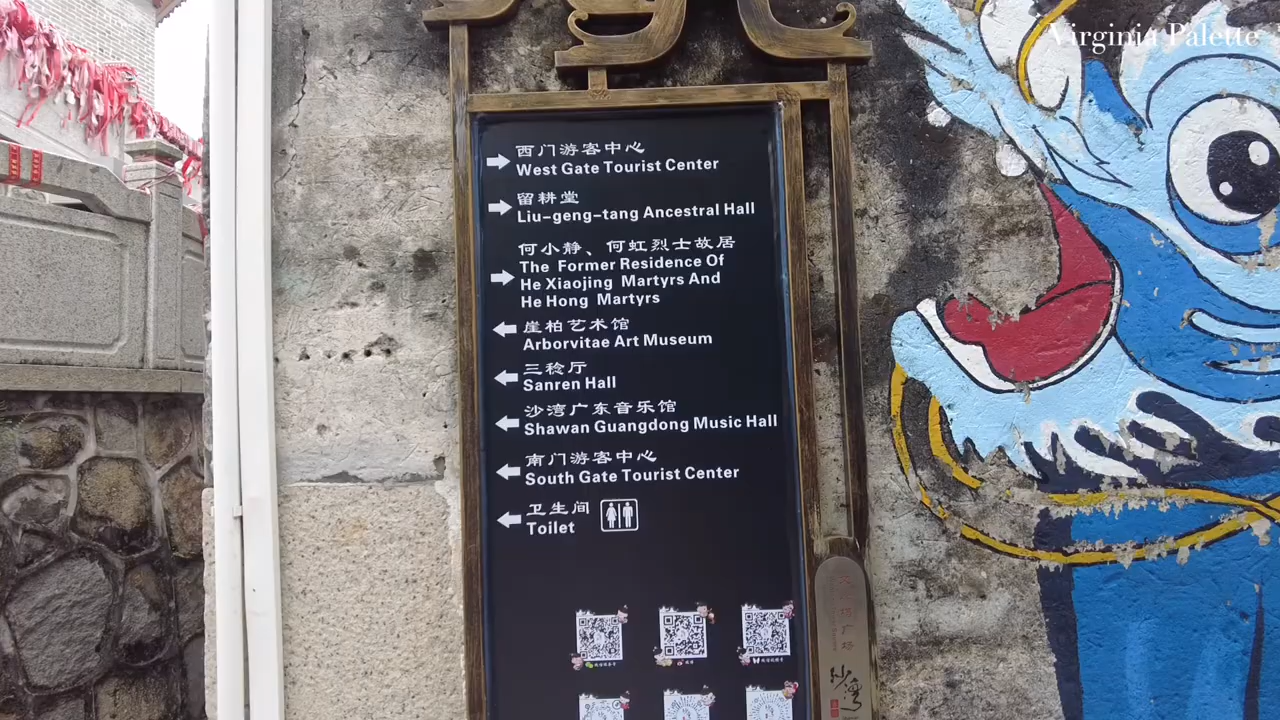 Virginia Palette
西门游客中心
West Gate Tourist Center
留耕堂
Liu-geng-tang Ancestral Hall
何小静、何虹烈士故居
The Former Residence Of
He Xiaojing Martyrs And
He Hong Martyrs
崖柏艺术馆
Arborvitae Art Museum
三稔厅
Sanren Hall
沙湾广东音乐馆
Shawan Guangdong Music Hall
南门游客中心
South Gate Tourist Center
卫生间
Toilet
沙湾